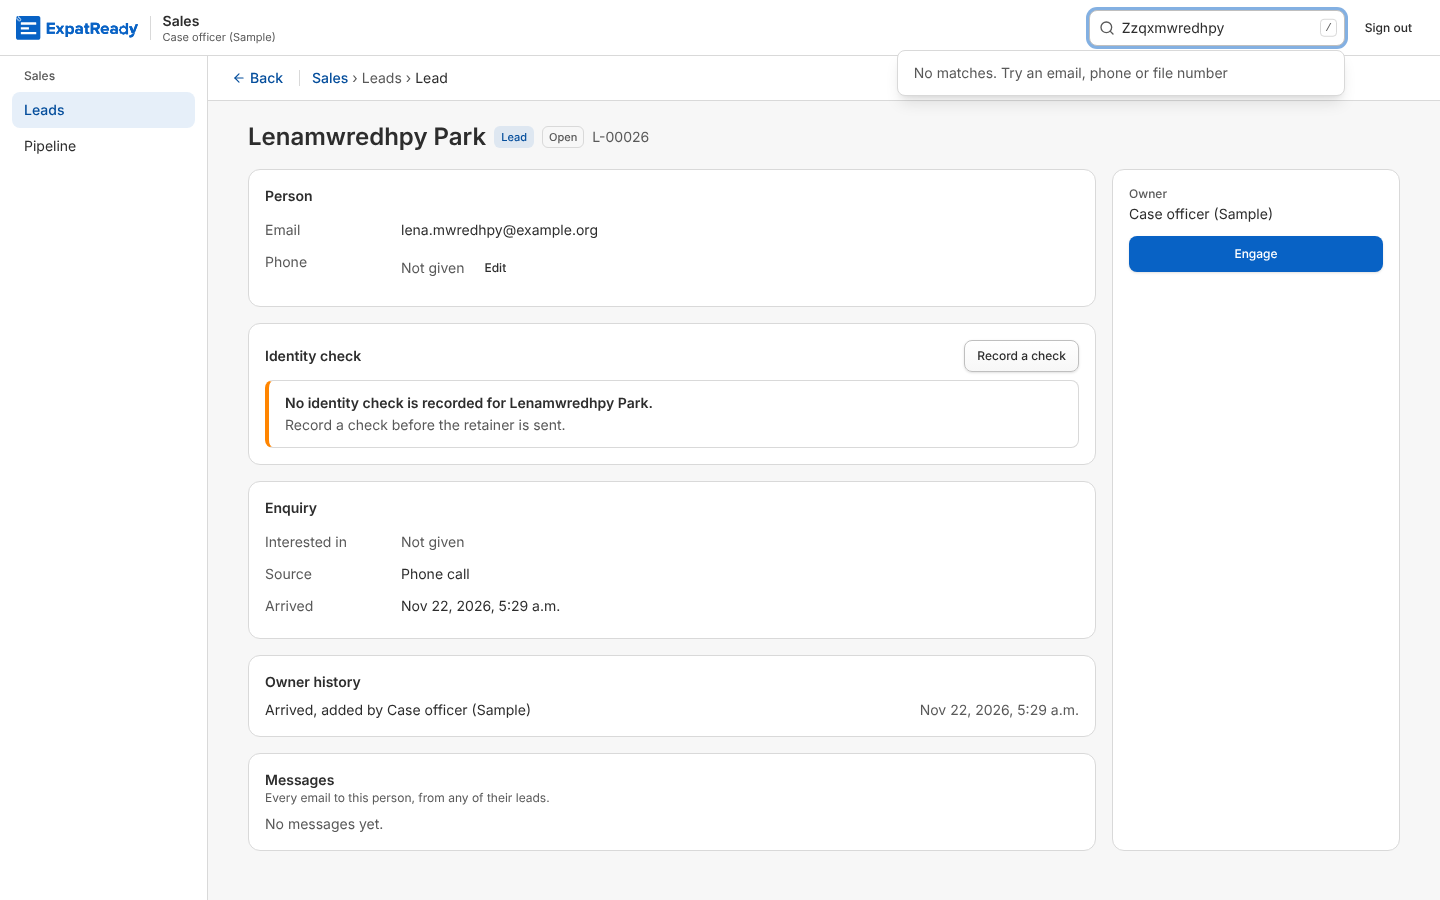 ExpatReady
Sales
Case officer (Sample)
Zzqxmwredhpy /
Sign out
No matches. Try an email, phone or file number
Sales
Leads
Pipeline
Back
Sales › Leads › Lead
Lenamwredhpy Park Lead Open L-00026
Person
Email lena.mwredhpy@example.org
Phone Not given Edit
Identity check Record a check
No identity check is recorded for Lenamwredhpy Park.
Record a check before the retainer is sent.
Enquiry
Interested in Not given
Source Phone call
Arrived Nov 22, 2026, 5:29 a.m.
Owner history
Arrived, added by Case officer (Sample) Nov 22, 2026, 5:29 a.m.
Messages
Every email to this person, from any of their leads.
No messages yet.
Owner
Case officer (Sample)
Engage